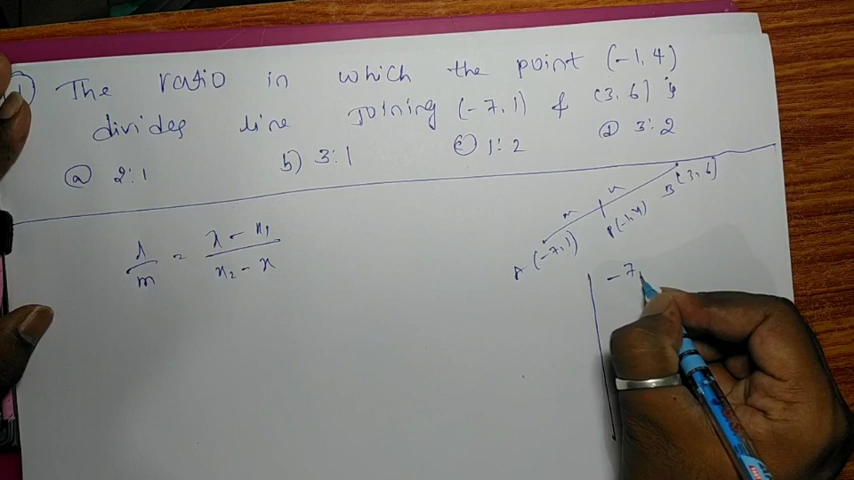 1) The ratio in which the point (-1,4)
divides line joining (-7,1) & (3,6) is
a) 2:1 b) 3:1 c) 1:2 d) 3:2
m n B(3,6)
P(-1,4)
A(-7,1)
l/m = (x - x₁)/(x₂ - x)
-7,